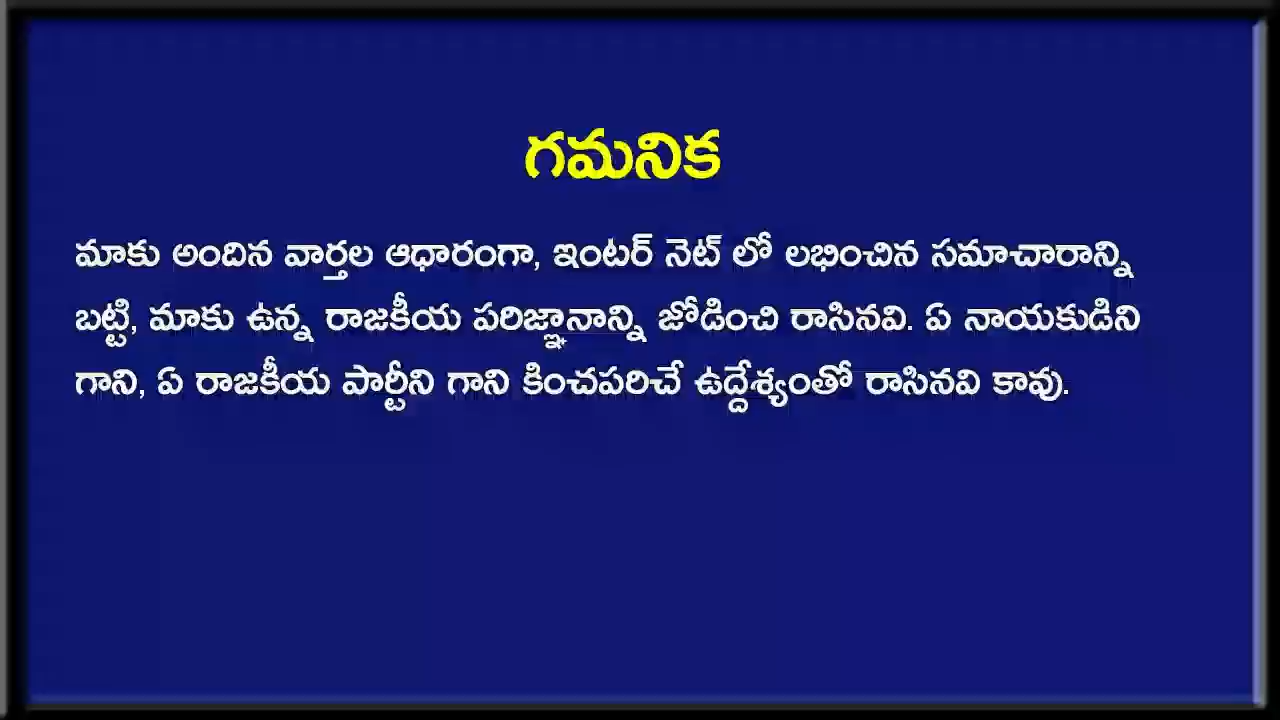 గమనిక
మాకు అందిన వార్తల ఆధారంగా, ఇంటర్ నెట్ లో లభించిన సమాచారాన్ని
బట్టి, మాకు ఉన్న రాజకీయ పరిజ్ఞానాన్ని జోడించి రాసినవి. ఏ నాయకుడిని
గాని, ఏ రాజకీయ పార్టీని గాని కించపరిచే ఉద్దేశ్యంతో రాసినవి కావు.